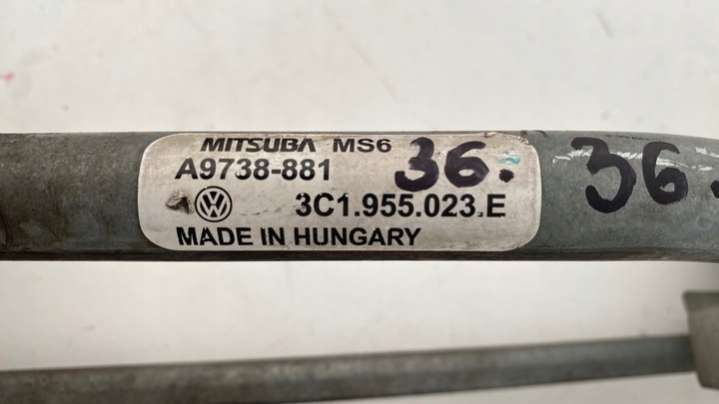 MITSUBA MS6
A9738-881 36.
3C1.955.023.E
MADE IN HUNGARY
36.